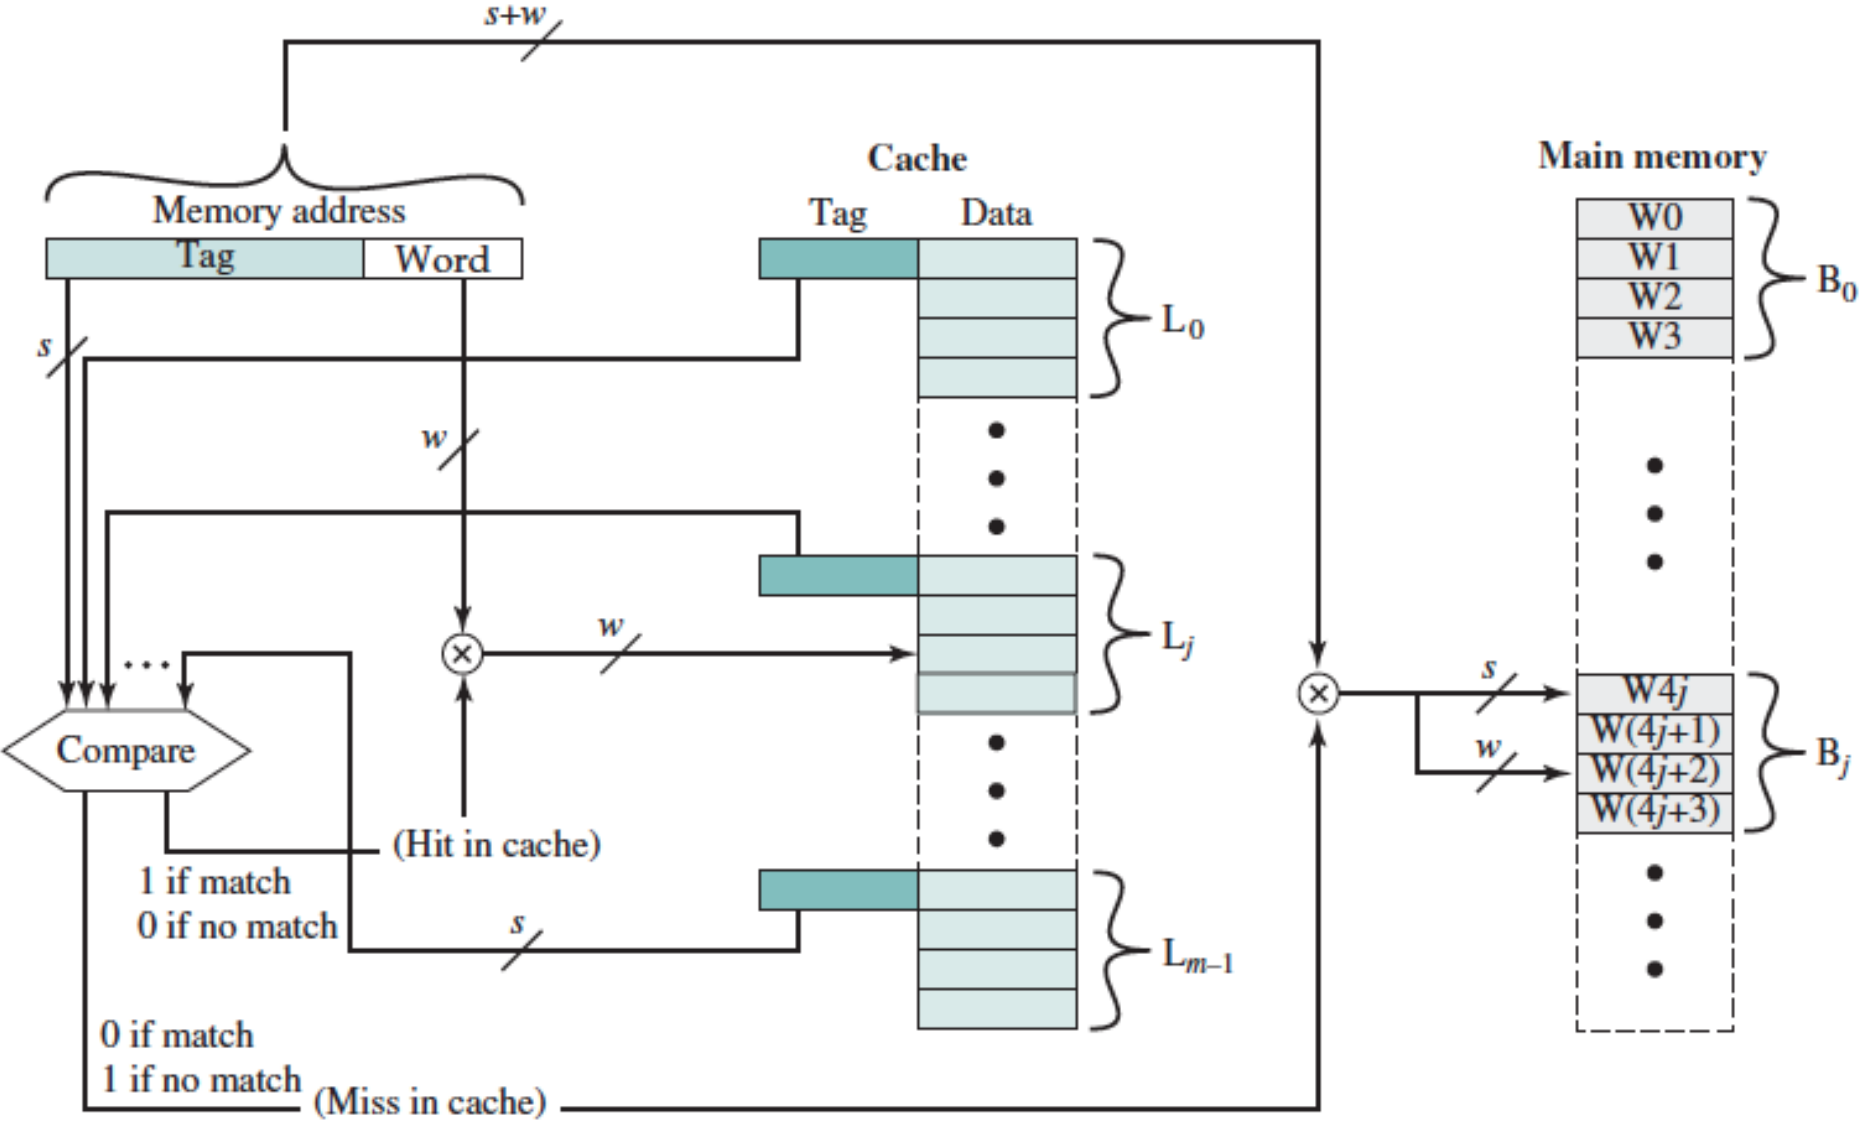 s+w
Cache
Main memory
Memory address
Tag
Data
Tag
Word
W0
W1
W2
W3
B0
L0
s
w
w
Lj
s
w
W4j
W(4j+1)
W(4j+2)
W(4j+3)
Bj
Compare
(Hit in cache)
1 if match
0 if no match
s
Lm–1
0 if match
1 if no match
(Miss in cache)